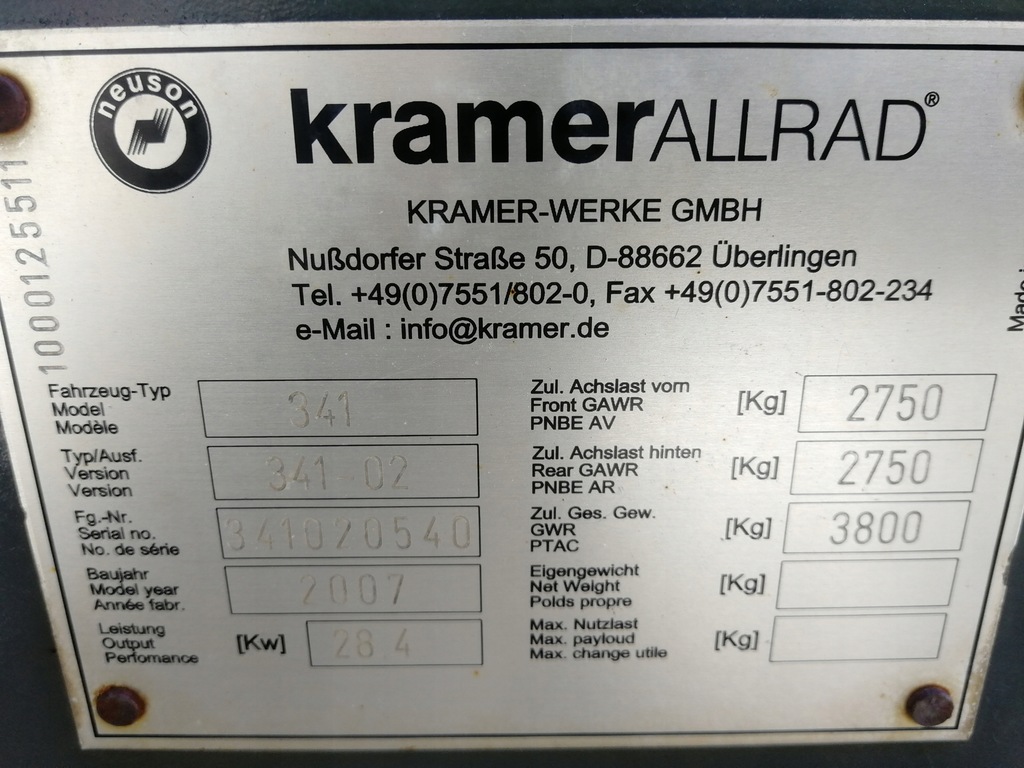 neuson
kramerALLRAD®
KRAMER-WERKE GMBH
Nußdorfer Straße 50, D-88662 Überlingen
Tel. +49(0)7551/802-0, Fax +49(0)7551-802-234
e-Mail : info@kramer.de
1000125511
Made
Fahrzeug-Typ
Model
Modèle
341
Typ/Ausf.
Version
Version
341-02
Fg.-Nr.
Serial no.
No. de série
341020540
Baujahr
Model year
Année fabr.
2007
Leistung
Output
Perfomance
[Kw]
28.4
Zul. Achslast vorn
Front GAWR
PNBE AV
[Kg]
2750
Zul. Achslast hinten
Rear GAWR
PNBE AR
[Kg]
2750
Zul. Ges. Gew.
GWR
PTAC
[Kg]
3800
Eigengewicht
Net Weight
Polds propre
[Kg]
Max. Nutzlast
Max. payloud
Max. change utile
[Kg]